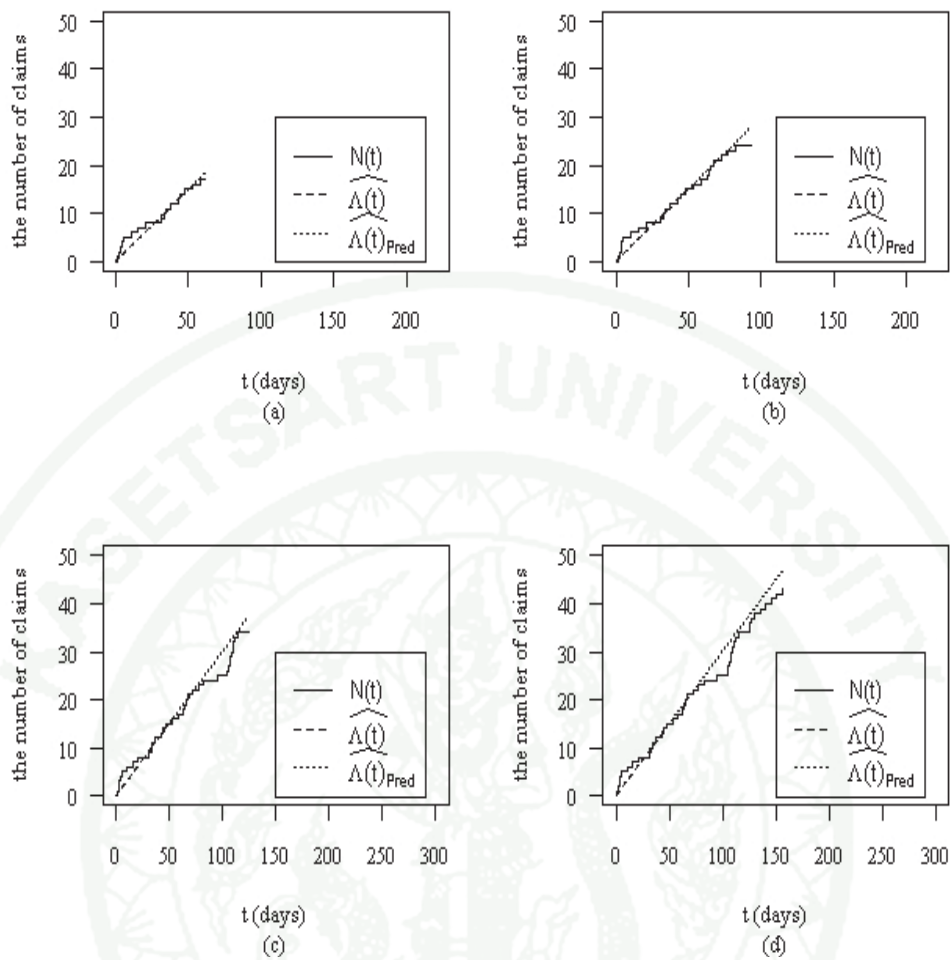 the number of claims
50
40
30
20
10
0
N(t)
Λ(t)
Λ(t)Pred
0 50 100 150 200
t (days)
(a)
the number of claims
50
40
30
20
10
0
N(t)
Λ(t)
Λ(t)Pred
0 50 100 150 200
t (days)
(b)
the number of claims
50
40
30
20
10
0
N(t)
Λ(t)
Λ(t)Pred
0 50 100 150 200 250 300
t (days)
(c)
the number of claims
50
40
30
20
10
0
N(t)
Λ(t)
Λ(t)Pred
0 50 100 150 200 250 300
t (days)
(d)
KASETSART UNIVERSITY